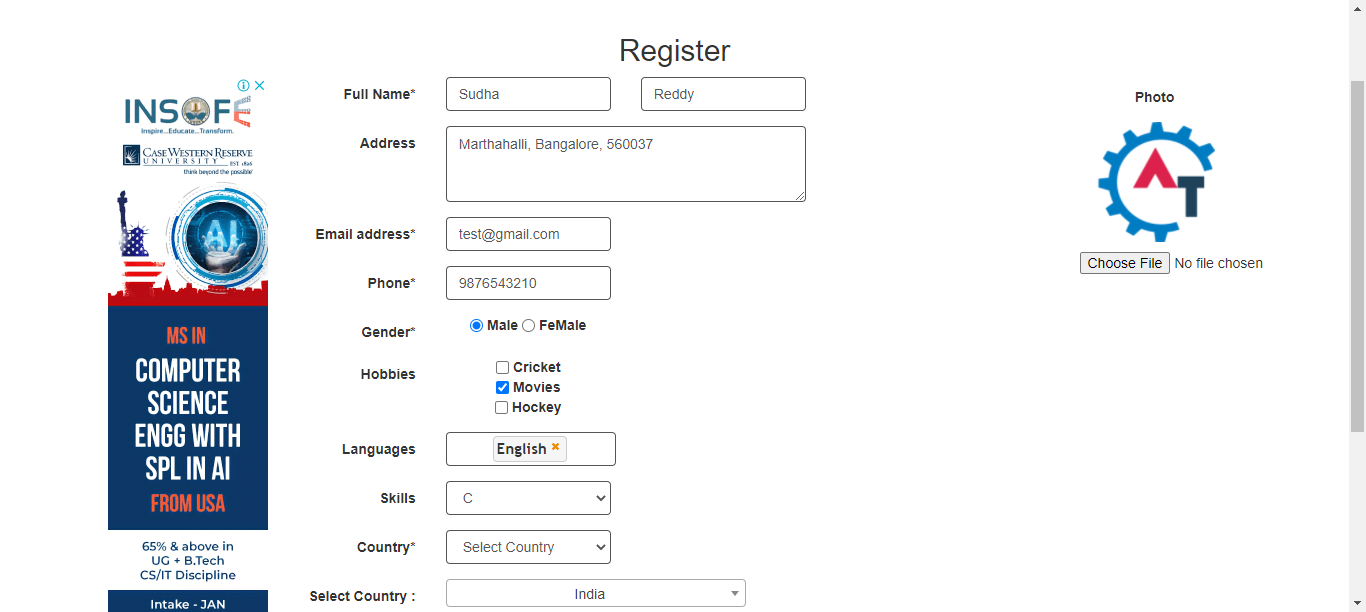 Register
INSOFE
Inspire...Educate...Transform.
CASE WESTERN RESERVE
UNIVERSITY EST. 1826
think beyond the possible
AI
MS IN
COMPUTER
SCIENCE
ENGG WITH
SPL IN AI
FROM USA
65% & above in
UG + B.Tech
CS/IT Discipline
Intake - JAN
Full Name* Sudha Reddy
Address Marthahalli, Bangalore, 560037
Email address* test@gmail.com
Phone* 9876543210
Gender* Male FeMale
Hobbies Cricket
Movies
Hockey
Languages English
Skills C
Country* Select Country
Select Country : India
Photo
AT
Choose File No file chosen